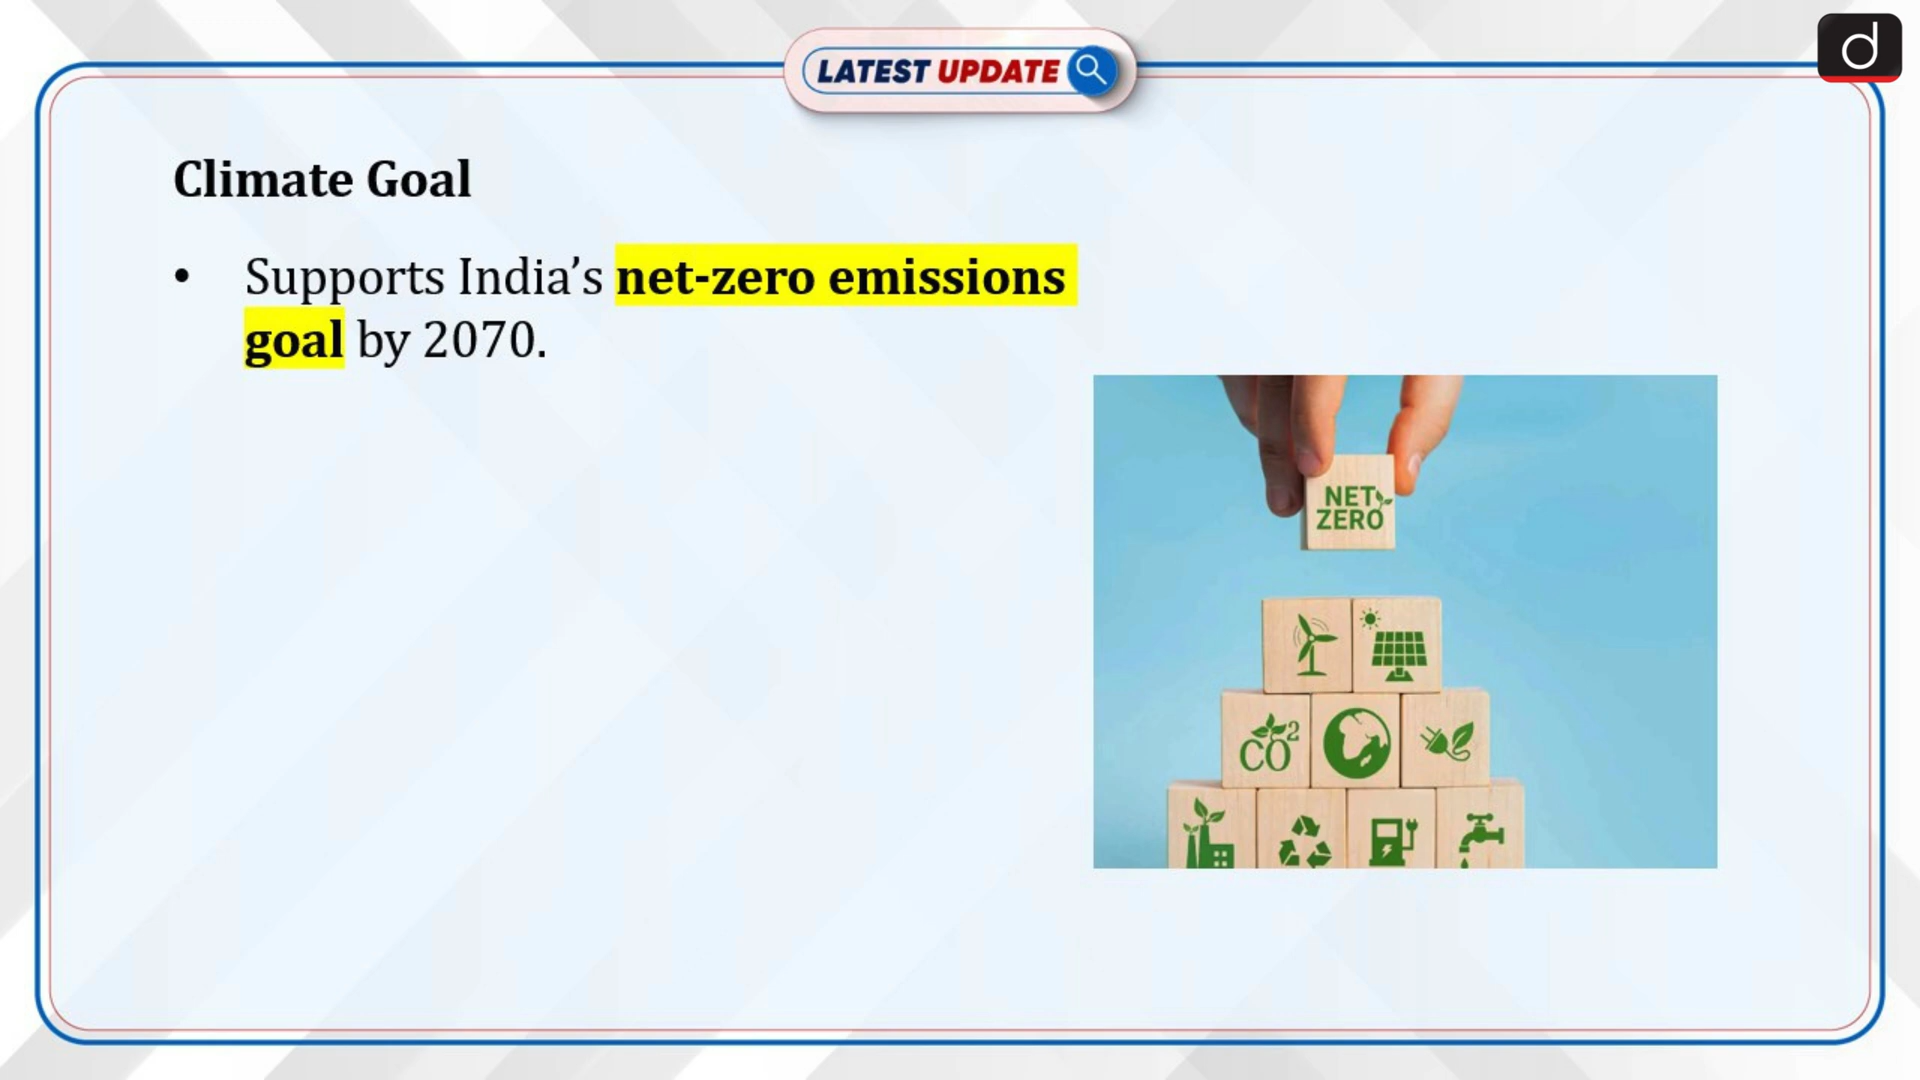 LATEST UPDATE
d
Climate Goal
• Supports India’s net-zero emissions
goal by 2070.
NET
ZERO
CO²